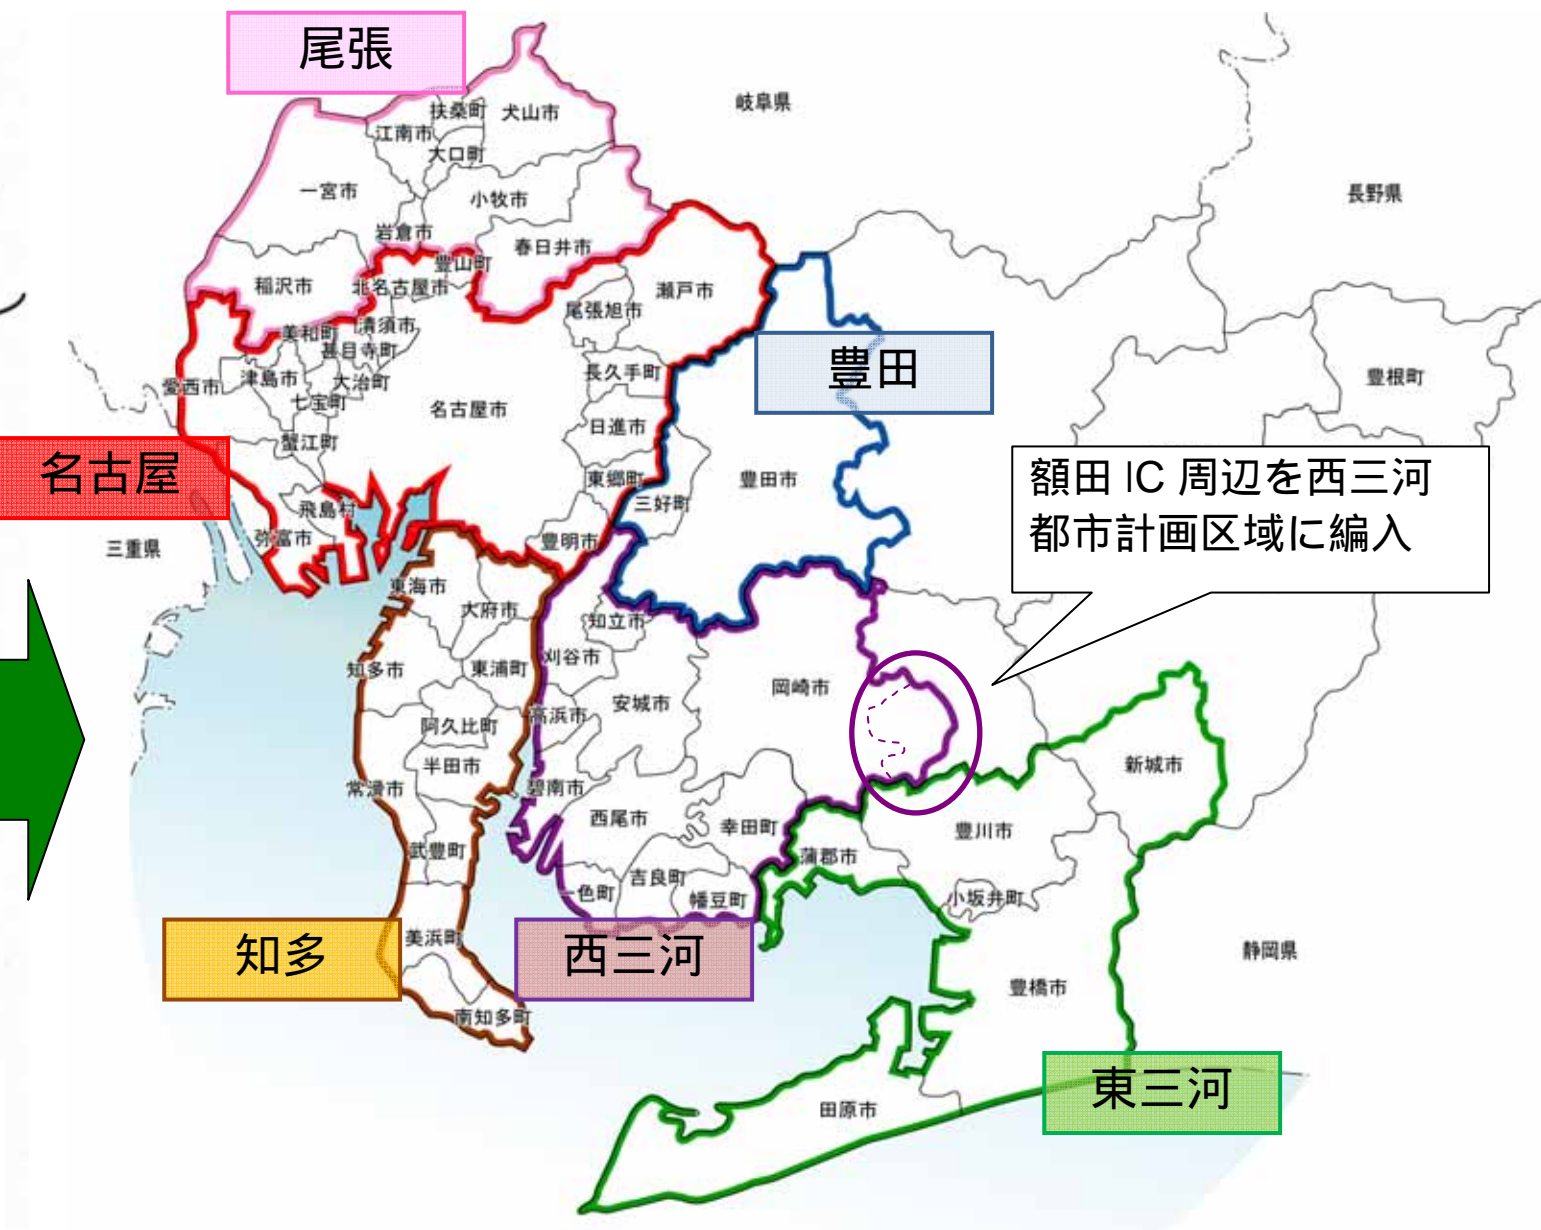 尾張
岐阜県
扶桑町
犬山市
江南市
大口町
一宮市
小牧市
長野県
岩倉市
春日井市
豊山町
稲沢市
北名古屋市
瀬戸市
尾張旭市
美和町
清須市
甚目寺町
豊田
長久手町
愛西市
津島市
大治町
七宝町
豊根町
名古屋市
日進市
蟹江町
名古屋
東郷町
豊田市
額田 IC 周辺を西三河
都市計画区域に編入
三好町
飛島村
弥富市
豊明市
三重県
東海市
大府市
知立市
知多市
東浦町
刈谷市
岡崎市
安城市
高浜市
阿久比町
半田市
新城市
常滑市
碧南市
西尾市
幸田町
豊川市
武豊町
蒲郡市
吉良町
一色町
幡豆町
小坂井町
知多
美浜町
西三河
静岡県
豊橋市
南知多町
東三河
田原市